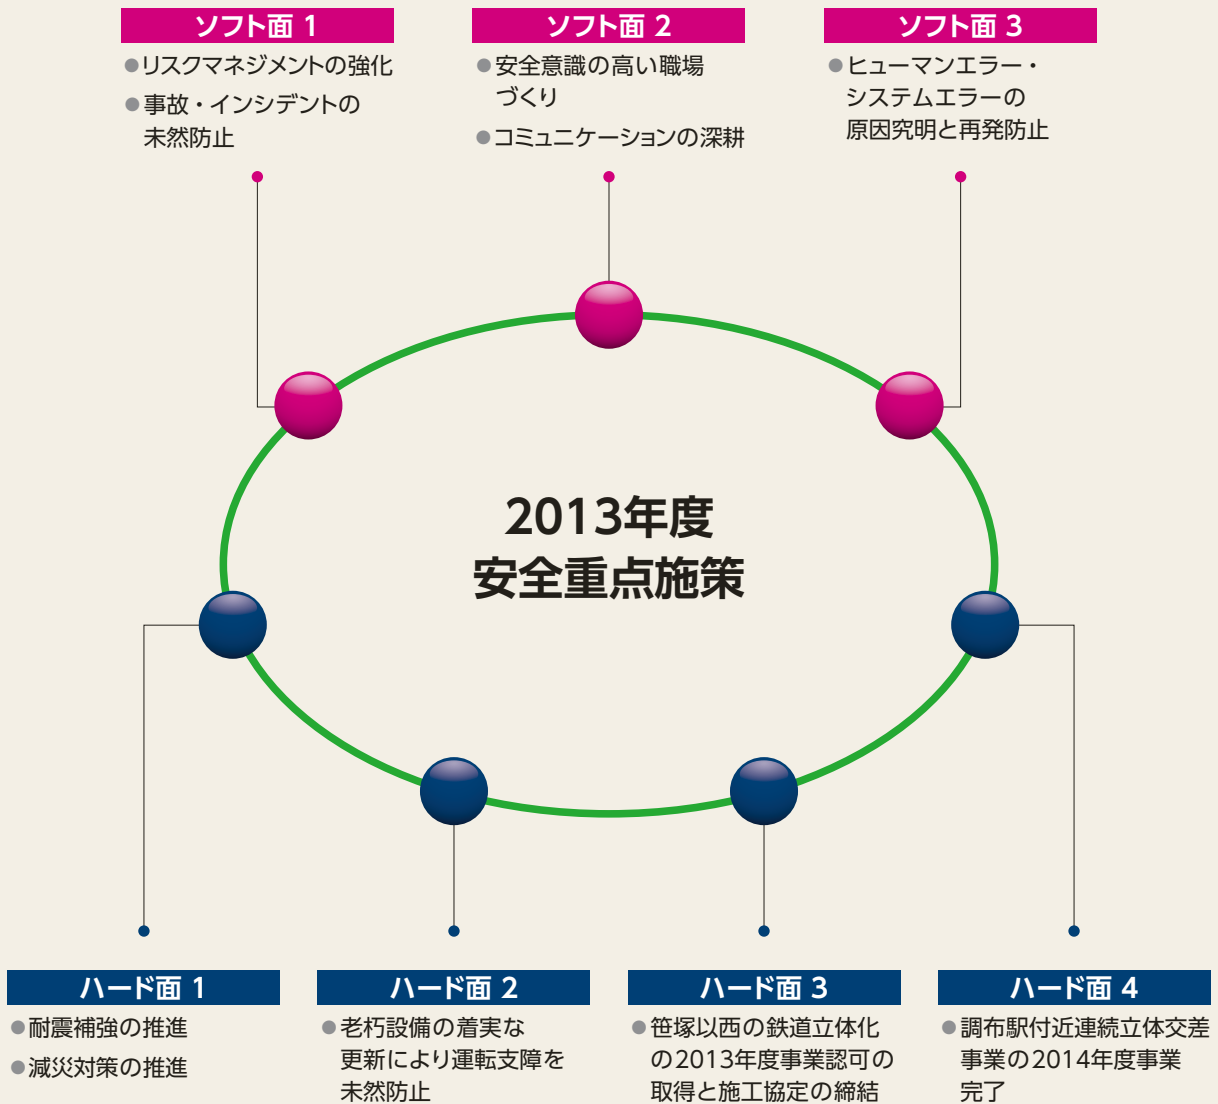 ソフト面 1
●リスクマネジメントの強化
●事故・インシデントの
未然防止
ソフト面 2
●安全意識の高い職場
づくり
●コミュニケーションの深耕
ソフト面 3
●ヒューマンエラー・
システムエラーの
原因究明と再発防止
2013年度
安全重点施策
ハード面 1
●耐震補強の推進
●減災対策の推進
ハード面 2
●老朽設備の着実な
更新により運転支障を
未然防止
ハード面 3
●笹塚以西の鉄道立体化
の2013年度事業認可の
取得と施工協定の締結
ハード面 4
●調布駅付近連続立体交差
事業の2014年度事業
完了